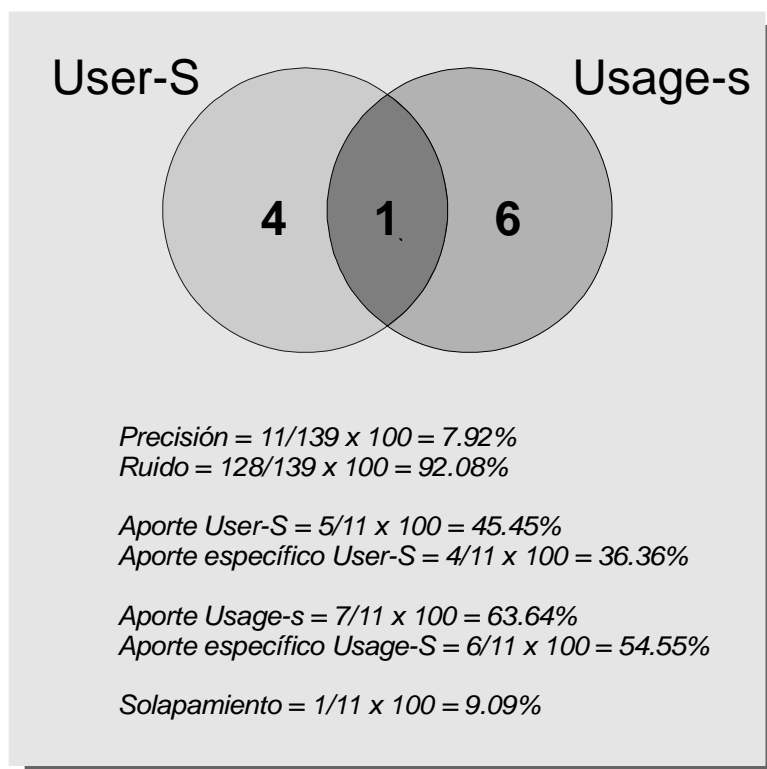 User-S
Usage-s
4
1
6
Precisión = 11/139 x 100 = 7.92%
Ruido = 128/139 x 100 = 92.08%
Aporte User-S = 5/11 x 100 = 45.45%
Aporte específico User-S = 4/11 x 100 = 36.36%
Aporte Usage-s = 7/11 x 100 = 63.64%
Aporte específico Usage-S = 6/11 x 100 = 54.55%
Solapamiento = 1/11 x 100 = 9.09%